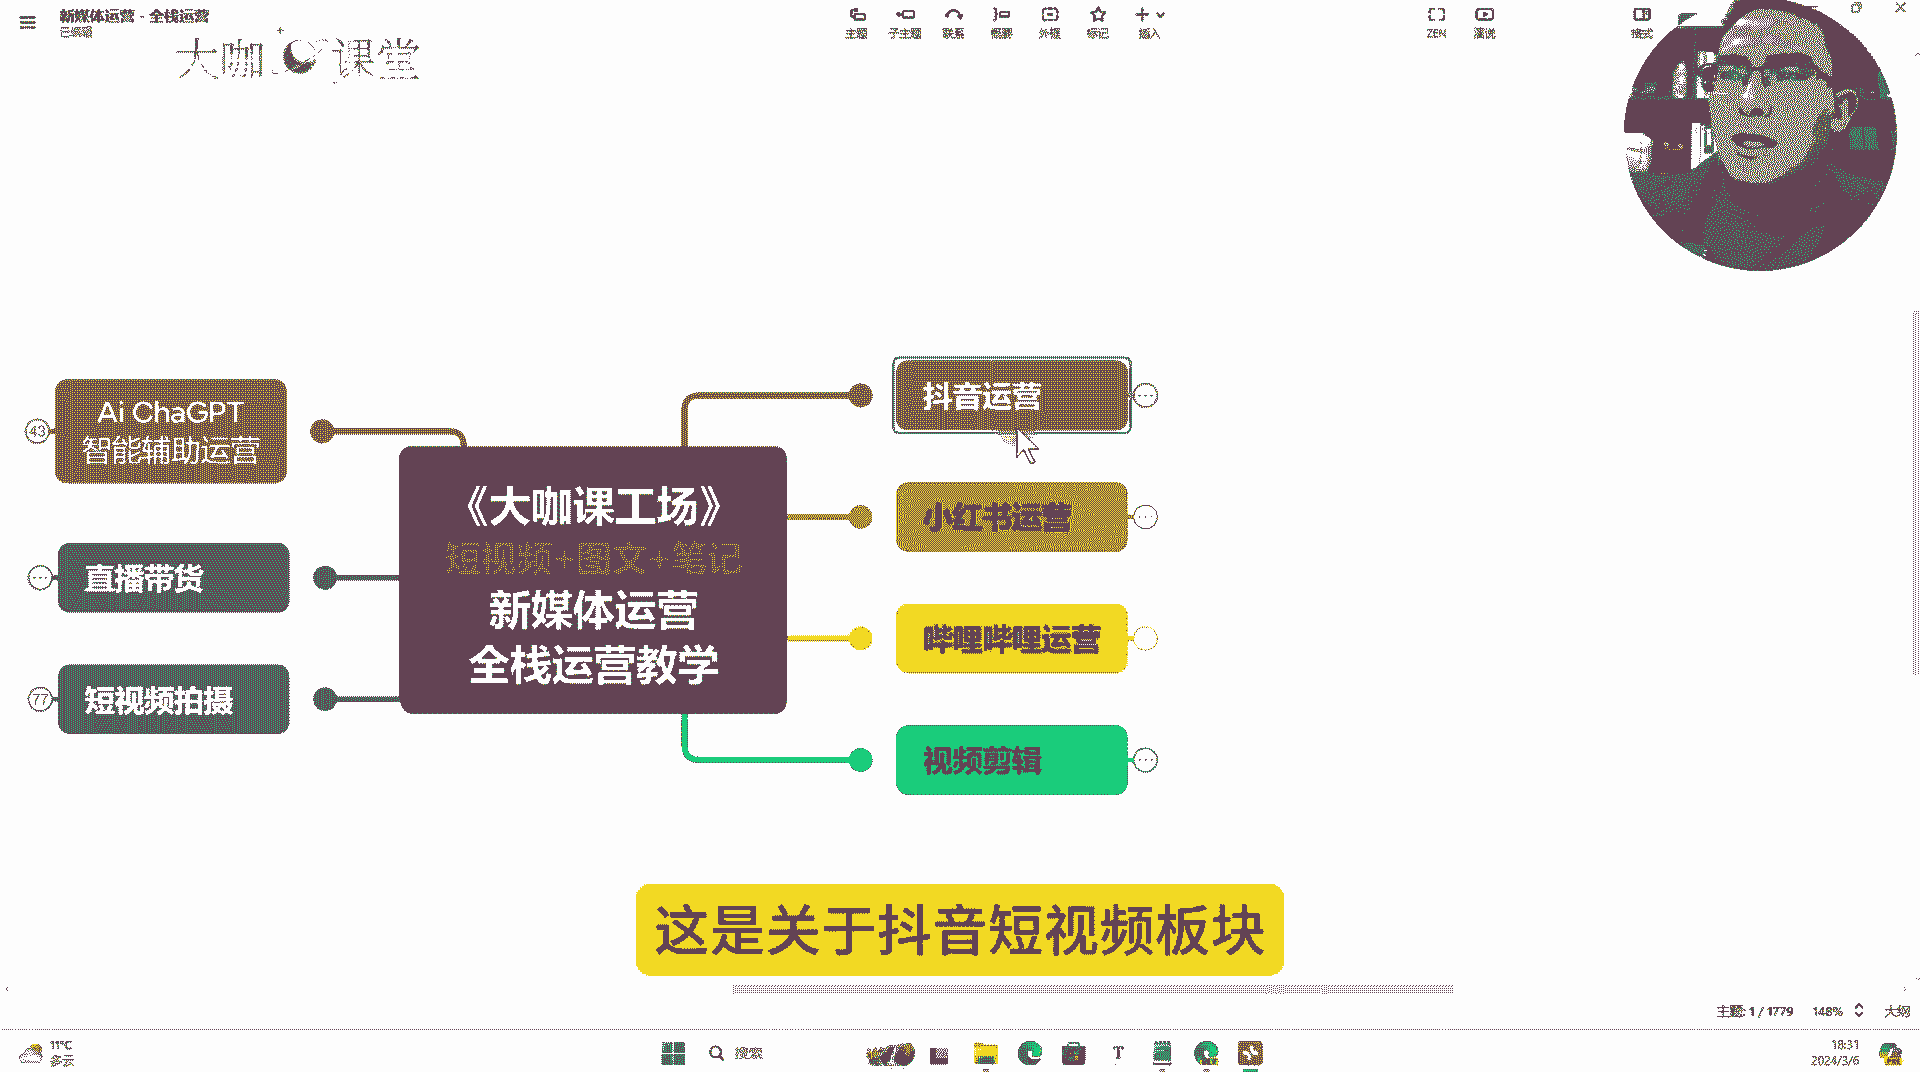 新媒体运营 - 全栈运营
已编辑
大咖 课堂
主题 子主题 联系 概要 外框 标记 插入
ZEN 演说 格式
43
Ai ChaGPT
智能辅助运营
直播带货
77
短视频拍摄
《大咖课工场》
短视频+图文+笔记
新媒体运营
全栈运营教学
抖音运营
小红书运营
哔哩哔哩运营
视频剪辑
这是关于抖音短视频板块
主题: 1 / 1779 148% 大纲
11°C
多云
搜索
18:31
2024/3/6